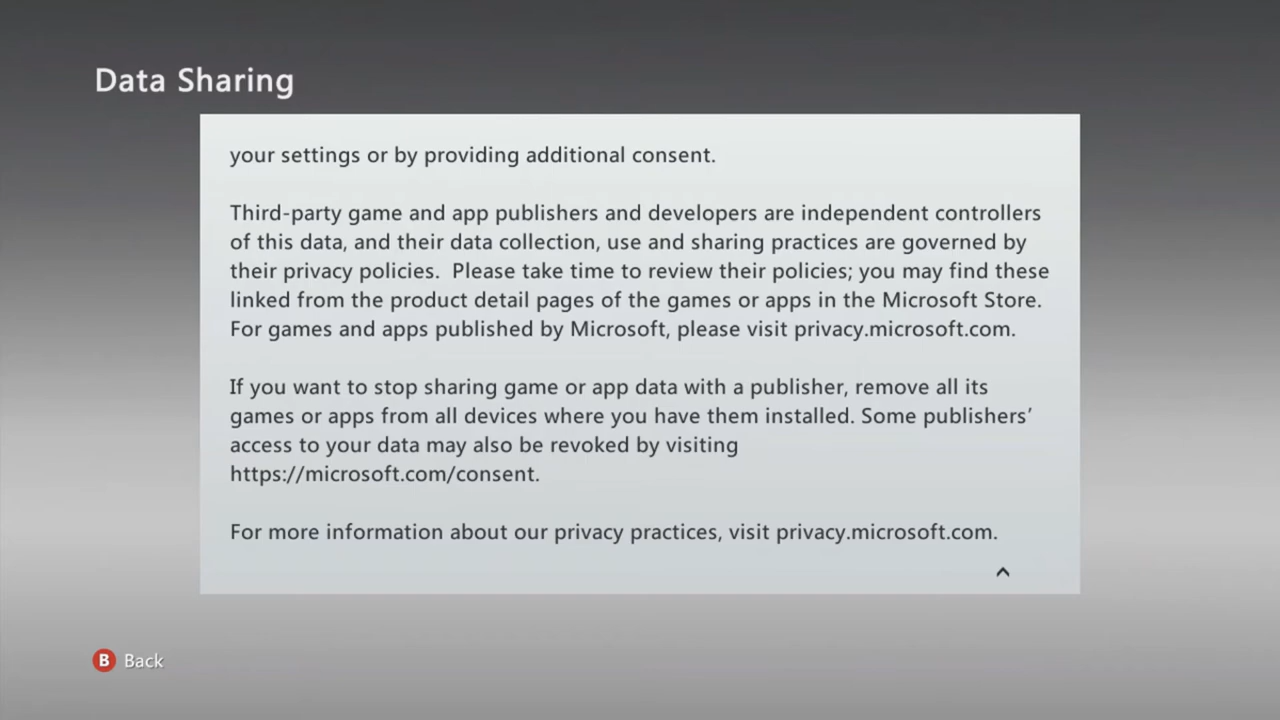 Data Sharing
your settings or by providing additional consent.
Third-party game and app publishers and developers are independent controllers
of this data, and their data collection, use and sharing practices are governed by
their privacy policies.  Please take time to review their policies; you may find these
linked from the product detail pages of the games or apps in the Microsoft Store.
For games and apps published by Microsoft, please visit privacy.microsoft.com.
If you want to stop sharing game or app data with a publisher, remove all its
games or apps from all devices where you have them installed. Some publishers’
access to your data may also be revoked by visiting
https://microsoft.com/consent.
For more information about our privacy practices, visit privacy.microsoft.com.
B Back